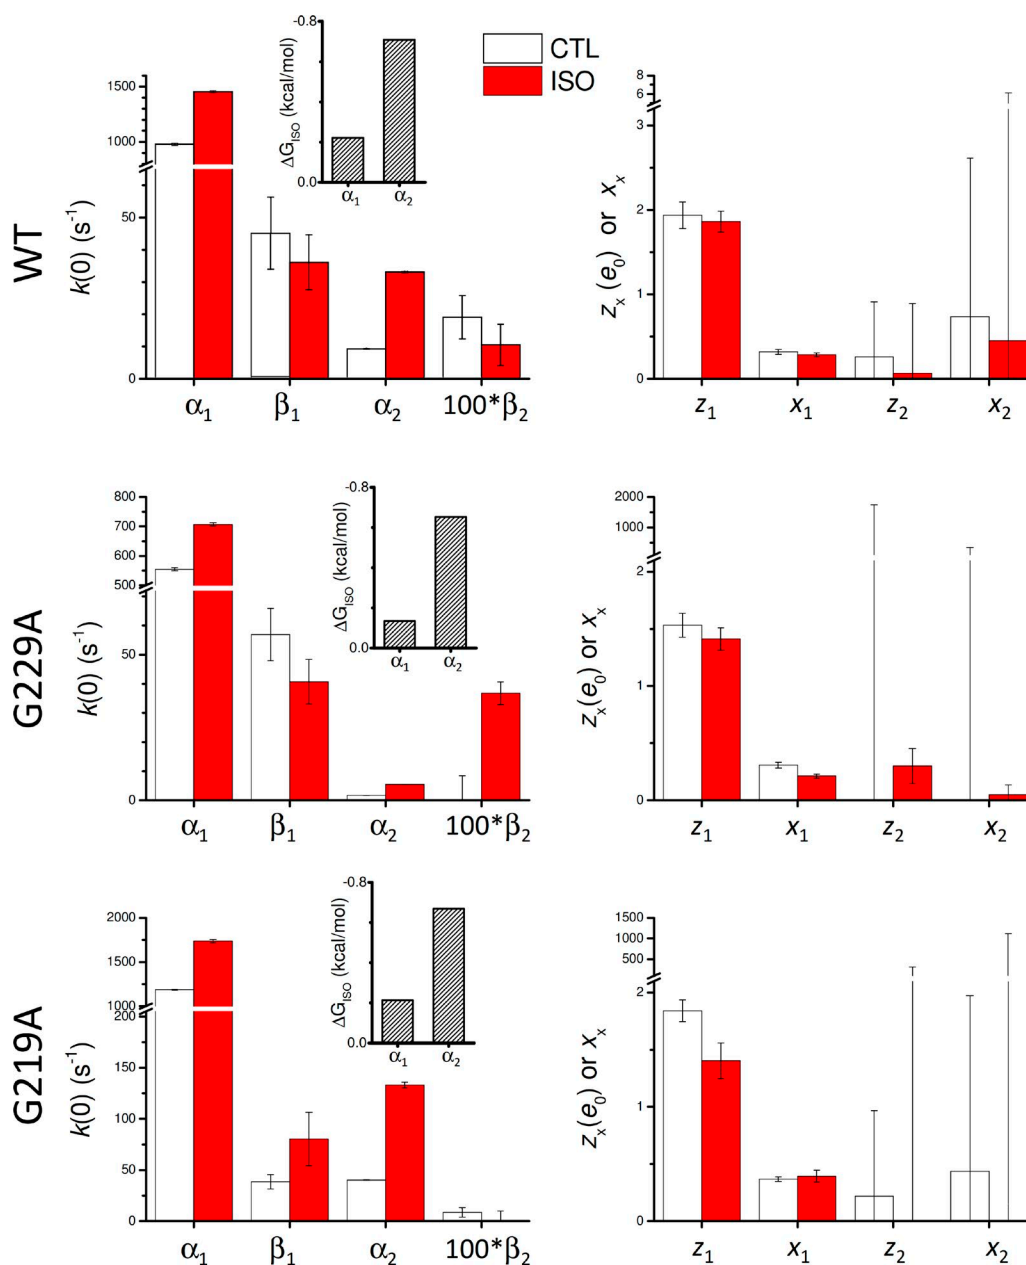 CTL
ISO
WT
k(0) (s⁻¹)
1500
1000
50
0
α₁ β₁ α₂ 100*β₂
ΔG_ISO (kcal/mol)
-0.8
0.0
α₁ α₂
zₓ(e₀) or xₓ
8
6
3
2
1
0
z₁ x₁ z₂ x₂
G229A
k(0) (s⁻¹)
800
700
600
500
50
0
α₁ β₁ α₂ 100*β₂
ΔG_ISO (kcal/mol)
-0.8
0.0
α₁ α₂
zₓ(e₀) or xₓ
2000
1000
2
1
0
z₁ x₁ z₂ x₂
G219A
k(0) (s⁻¹)
2000
1500
1000
200
150
100
50
0
α₁ β₁ α₂ 100*β₂
ΔG_ISO (kcal/mol)
-0.8
0.0
α₁ α₂
zₓ(e₀) or xₓ
1500
1000
500
2
1
0
z₁ x₁ z₂ x₂